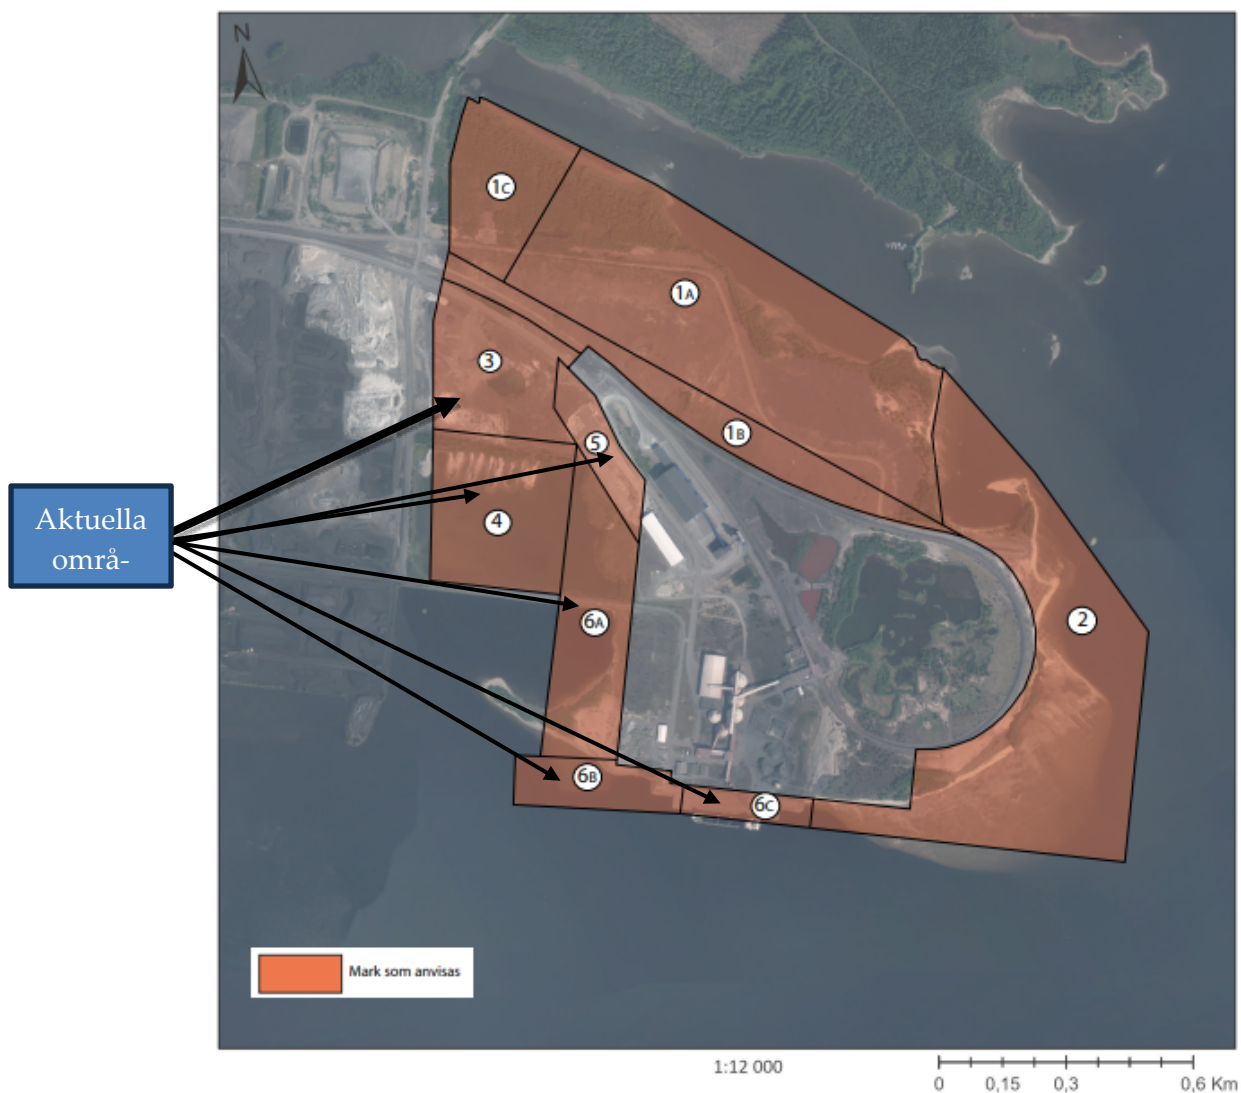 N
1C
1A
3
1B
5
Aktuella
områ-
4
6A
2
6B
6C
Mark som anvisas
1:12 000
0 0,15 0,3 0,6 Km